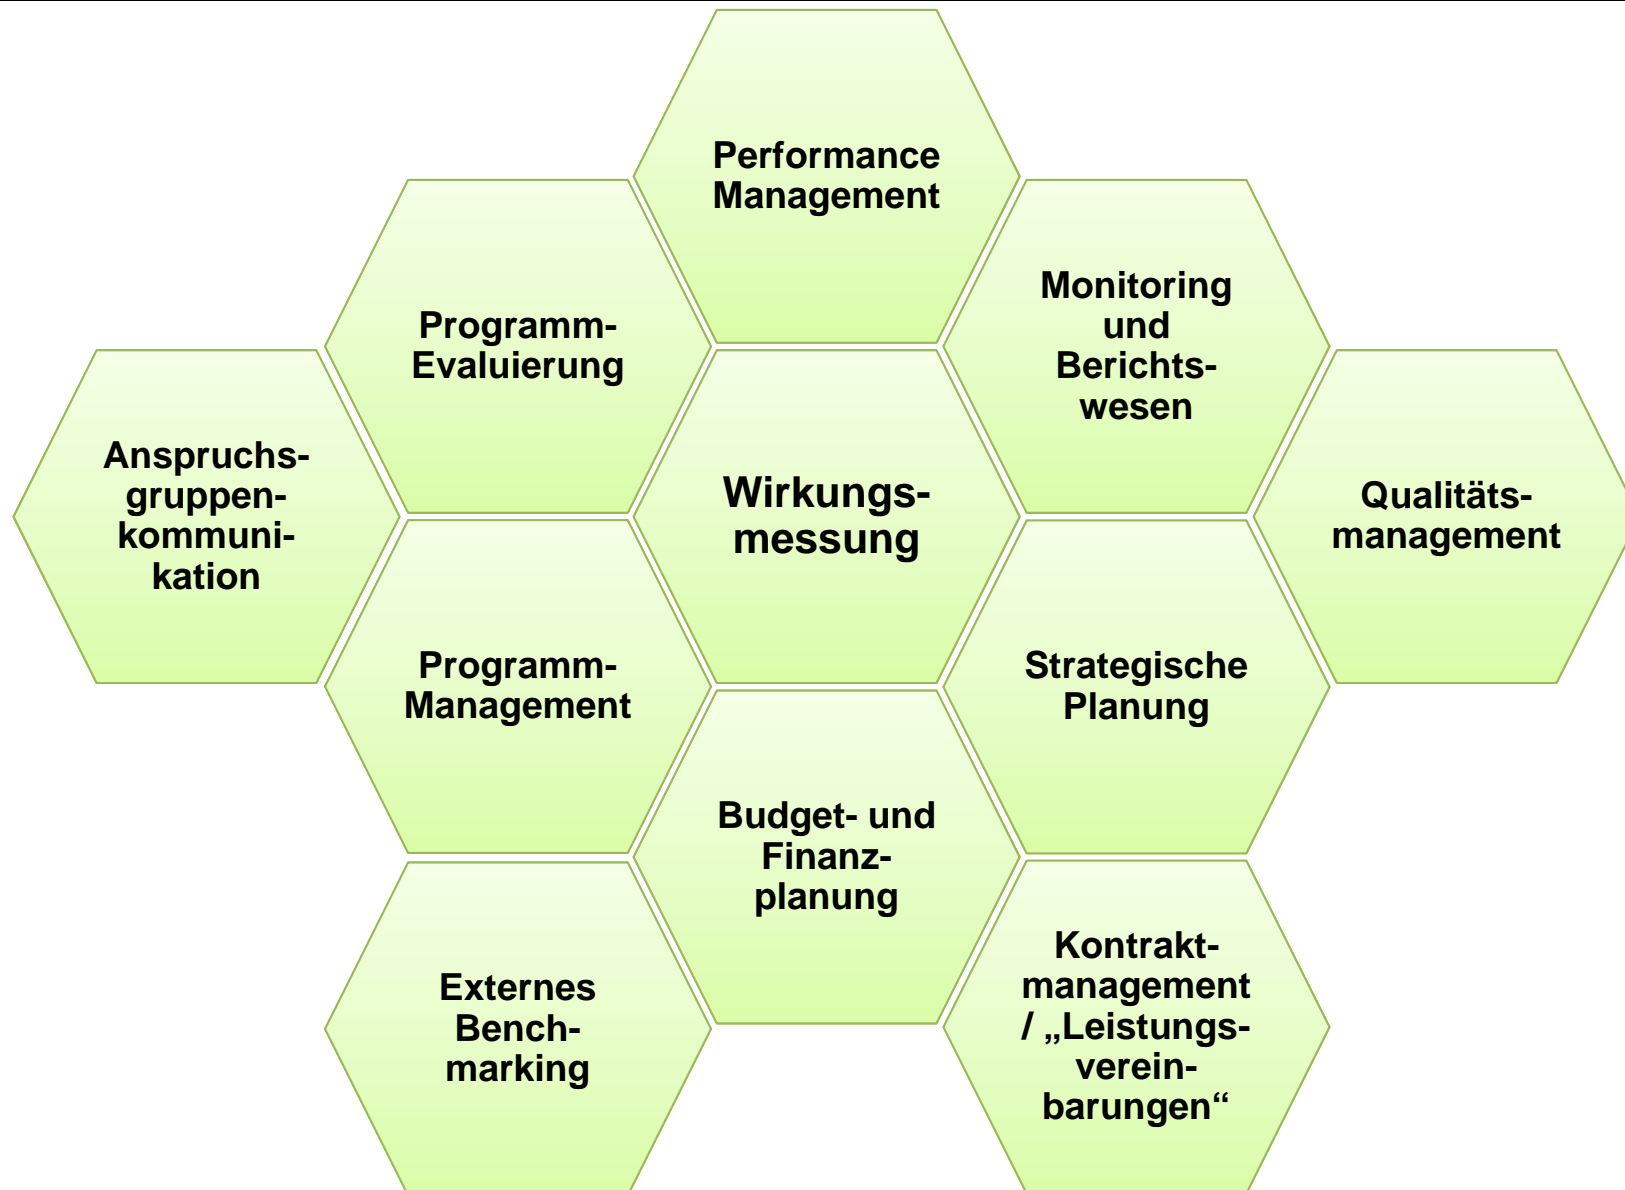 Performance
Management
Programm-
Evaluierung
Monitoring
und
Berichts-
wesen
Anspruchs-
gruppen-
kommuni-
kation
Wirkungs-
messung
Qualitäts-
management
Programm-
Management
Strategische
Planung
Budget- und
Finanz-
planung
Externes
Bench-
marking
Kontrakt-
management
/ „Leistungs-
verein-
barungen“